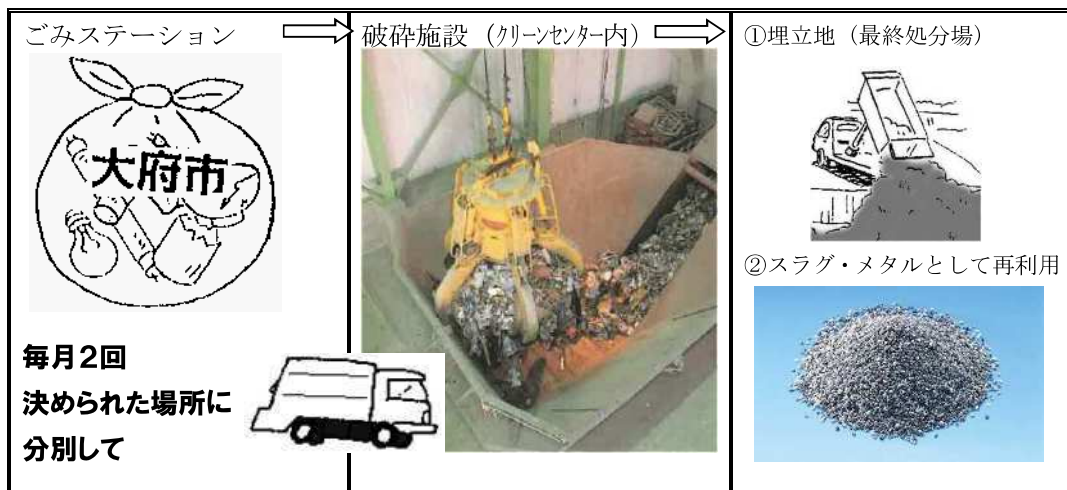 ごみステーション
大府市
毎月2回
決められた場所に
分別して
破砕施設（クリーンセンター内）
①埋立地（最終処分場）
②スラグ・メタルとして再利用